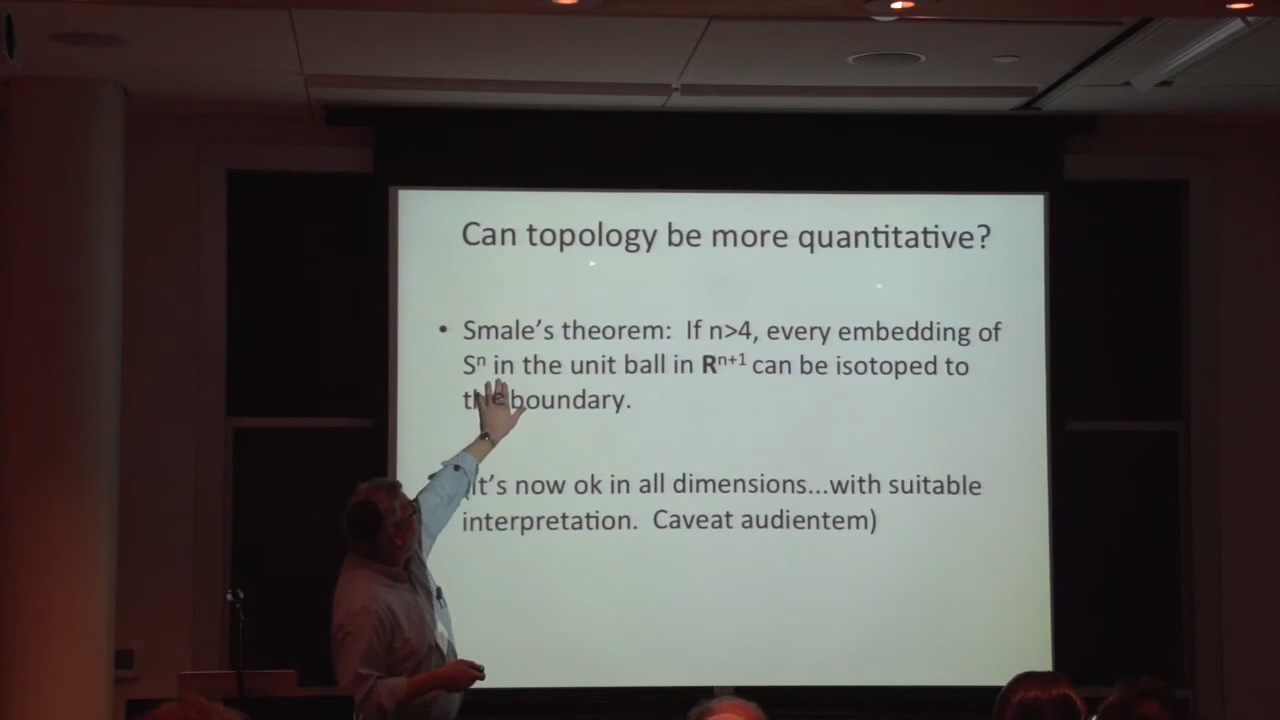 Can topology be more quantitative?
• Smale's theorem: If n>4, every embedding of
Sⁿ in the unit ball in Rⁿ⁺¹ can be isotoped to
the boundary.
(It's now ok in all dimensions...with suitable
interpretation. Caveat audientem)